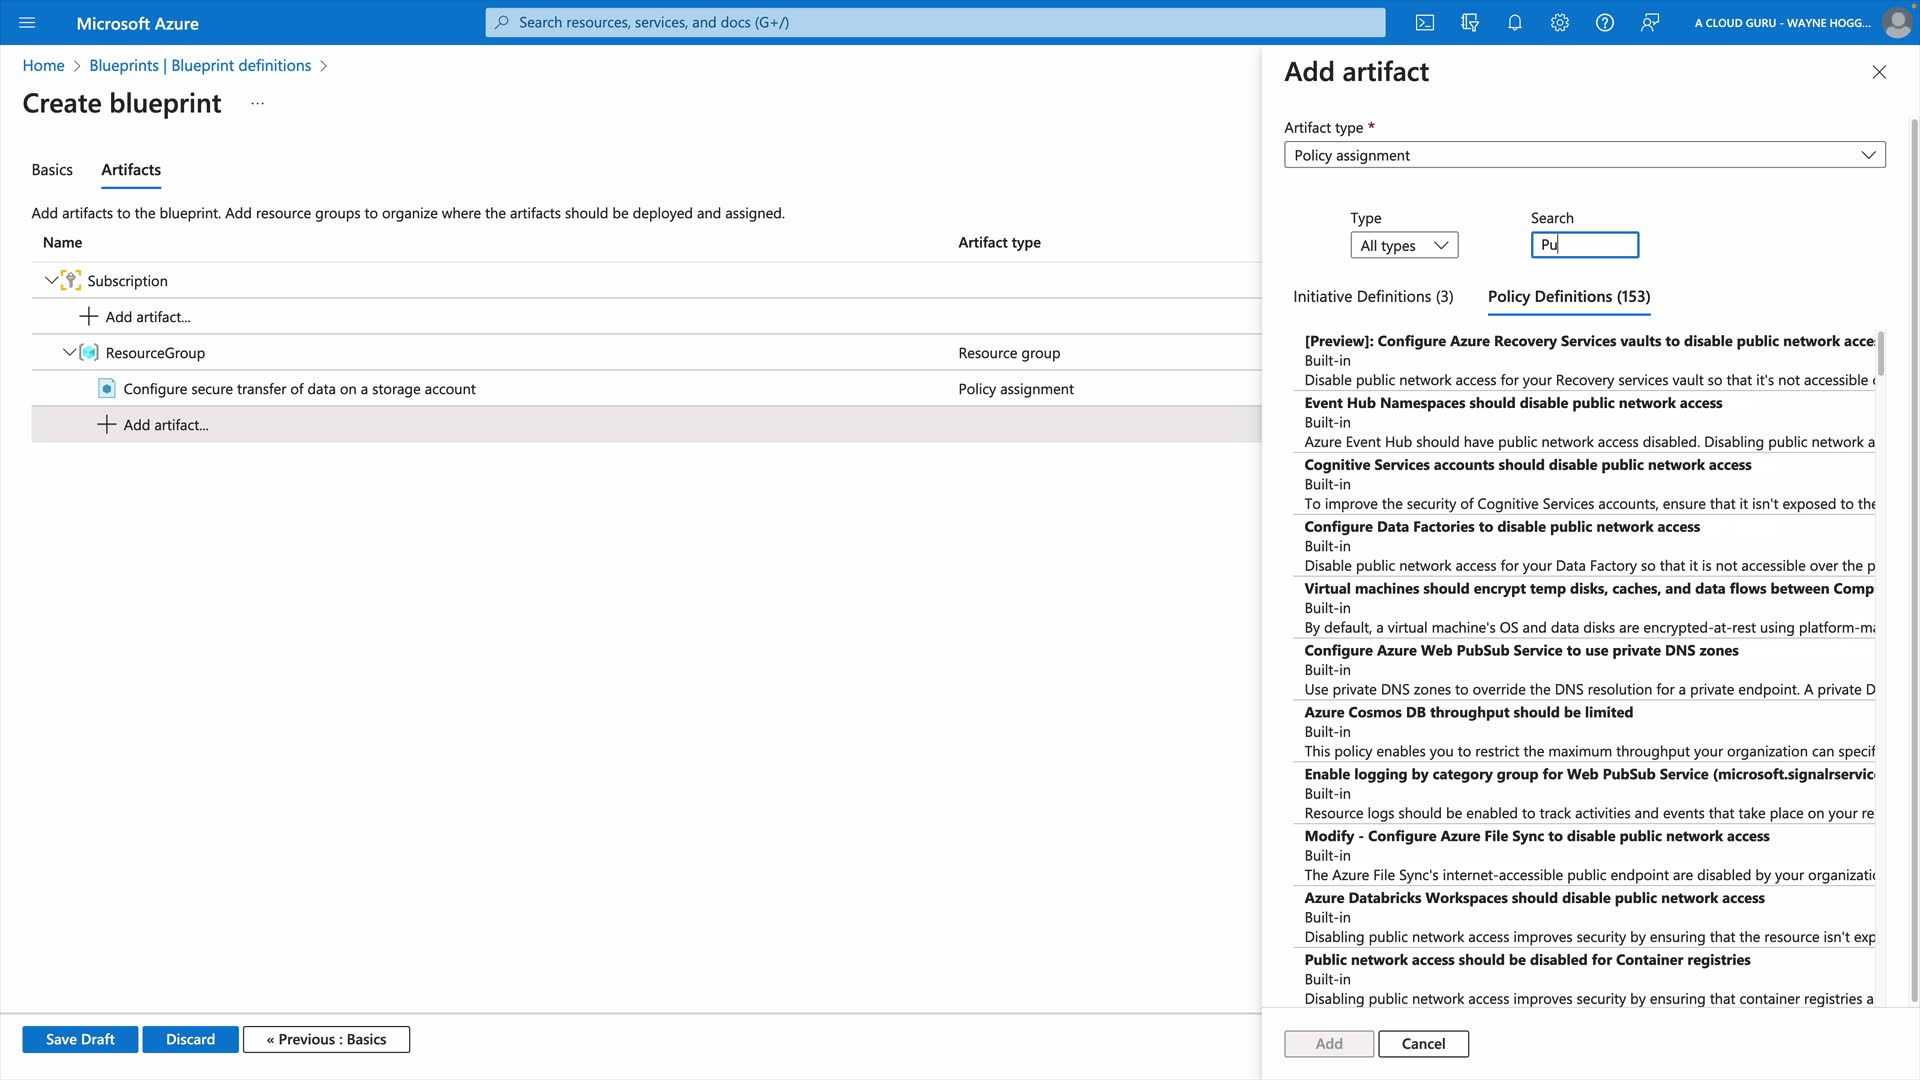 Microsoft Azure
Search resources, services, and docs (G+/)
A CLOUD GURU - WAYNE HOGG...
Home > Blueprints | Blueprint definitions >
Create blueprint ...
Basics
Artifacts
Add artifacts to the blueprint. Add resource groups to organize where the artifacts should be deployed and assigned.
Name
Artifact type
Subscription
Add artifact...
ResourceGroup
Resource group
Configure secure transfer of data on a storage account
Policy assignment
Add artifact...
Save Draft
Discard
« Previous : Basics
Add artifact
Artifact type *
Policy assignment
Type
Search
All types
Pu
Initiative Definitions (3)
Policy Definitions (153)
[Preview]: Configure Azure Recovery Services vaults to disable public network acce
Built-in
Disable public network access for your Recovery services vault so that it's not accessible
Event Hub Namespaces should disable public network access
Built-in
Azure Event Hub should have public network access disabled. Disabling public network a
Cognitive Services accounts should disable public network access
Built-in
To improve the security of Cognitive Services accounts, ensure that it isn't exposed to the
Configure Data Factories to disable public network access
Built-in
Disable public network access for your Data Factory so that it is not accessible over the p
Virtual machines should encrypt temp disks, caches, and data flows between Comp
Built-in
By default, a virtual machine's OS and data disks are encrypted-at-rest using platform-ma
Configure Azure Web PubSub Service to use private DNS zones
Built-in
Use private DNS zones to override the DNS resolution for a private endpoint. A private D
Azure Cosmos DB throughput should be limited
Built-in
This policy enables you to restrict the maximum throughput your organization can specif
Enable logging by category group for Web PubSub Service (microsoft.signalrservic
Built-in
Resource logs should be enabled to track activities and events that take place on your re
Modify - Configure Azure File Sync to disable public network access
Built-in
The Azure File Sync's internet-accessible public endpoint are disabled by your organizati
Azure Databricks Workspaces should disable public network access
Built-in
Disabling public network access improves security by ensuring that the resource isn't exp
Public network access should be disabled for Container registries
Built-in
Disabling public network access improves security by ensuring that container registries a
Add
Cancel